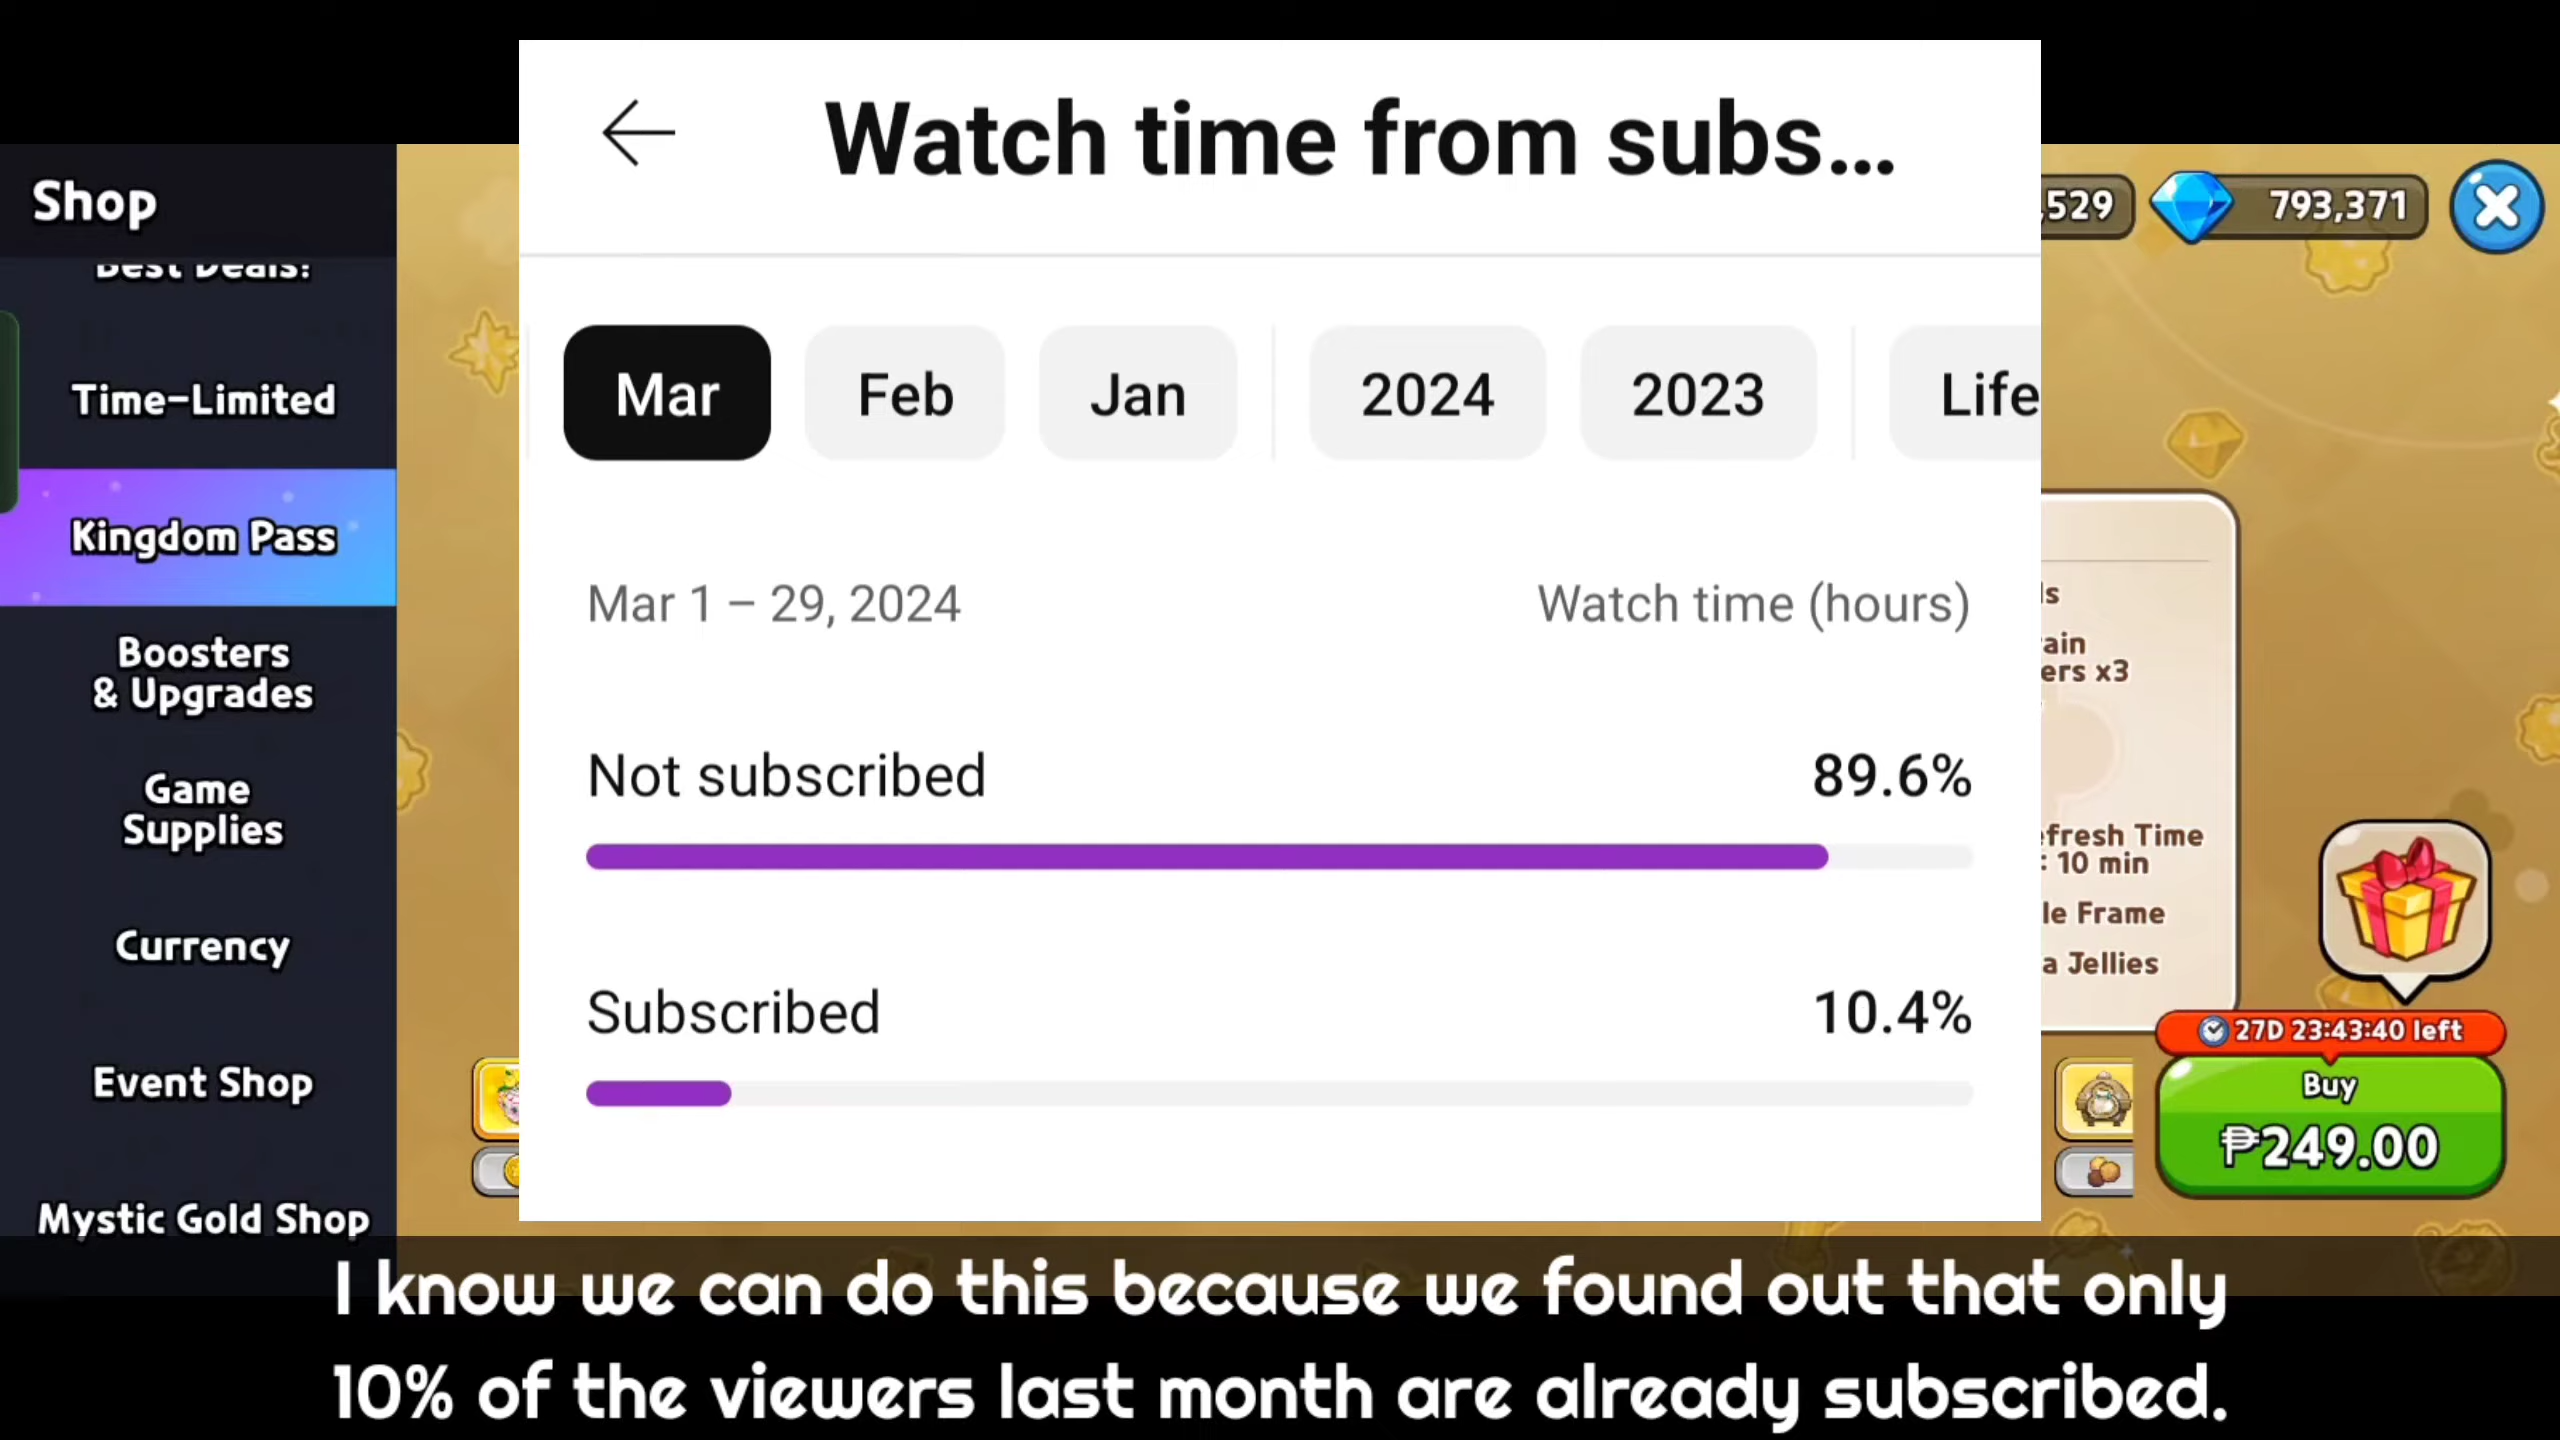 Watch time from subs...
Shop
,529
793,371
Best Deals!
Time-Limited
Kingdom Pass
Boosters
& Upgrades
Game
Supplies
Currency
Event Shop
Mystic Gold Shop
Mar
Feb
Jan
2024
2023
Life
Mar 1 – 29, 2024
Watch time (hours)
Not subscribed
89.6%
Subscribed
10.4%
ers x3
fresh Time
: 10 min
le Frame
a Jellies
27D 23:43:40 left
Buy
₱249.00
I know we can do this because we found out that only
10% of the viewers last month are already subscribed.